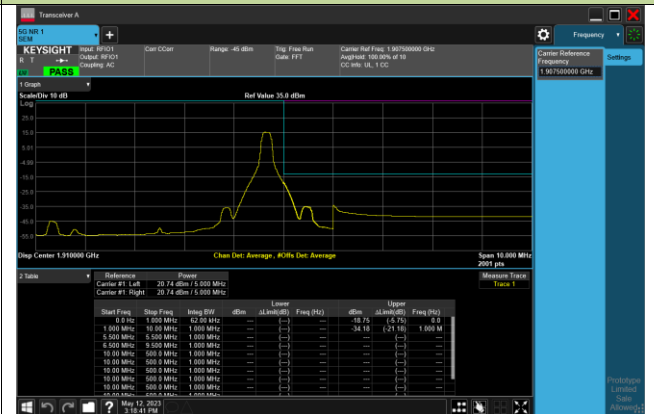 Transceiver A
5G NR 1
SEM
Frequency
KEYSIGHT
R T
PASS
Input: RFIO1
Output: RFIO1
Coupling: AC
Corr CCorr
Range: -45 dBm
Trig: Free Run
Gate: FFT
Carrier Ref Freq: 1.907500000 GHz
Avg|Hold: 100.00% of 10
CC Info: UL, 1 CC
Carrier Reference
Frequency
1.907500000 GHz
Settings
1 Graph
Scale/Div 10 dB
Ref Value 35.0 dBm
Log
25.0
15.0
5.01
-4.99
-15.0
-25.0
-35.0
-45.0
-55.0
Disp Center 1.910000 GHz
Chan Det: Average , #Offs Det: Average
Span 10.000 MHz
2001 pts
2 Table
Measure Trace
Trace 1
Reference Power
Carrier #1: Left 20.74 dBm / 5.000 MHz
Carrier #1: Right 20.74 dBm / 5.000 MHz
Lower Upper
Start Freq Stop Freq Integ BW dBm ΔLimit(dB) Freq (Hz) dBm ΔLimit(dB) Freq (Hz)
0.0 Hz 1.000 MHz 62.00 kHz --- (---) --- -18.75 (-5.75) 0.0
1.000 MHz 10.00 MHz 1.000 MHz --- (---) --- -34.18 (-21.18) 1.000 M
5.500 MHz 5.500 MHz 1.000 MHz --- (---) --- --- (---) ---
6.500 MHz 9.500 MHz 1.000 MHz --- (---) --- --- (---) ---
10.00 MHz 500.0 MHz 1.000 MHz --- (---) --- --- (---) ---
10.00 MHz 500.0 MHz 1.000 MHz --- (---) --- --- (---) ---
10.00 MHz 500.0 MHz 1.000 MHz --- (---) --- --- (---) ---
10.00 MHz 500.0 MHz 1.000 MHz --- (---) --- --- (---) ---
10.00 MHz 500.0 MHz 1.000 MHz --- (---) --- --- (---) ---
May 12, 2023
3:18:41 PM
Prototype
Limited
Sale
Allowed